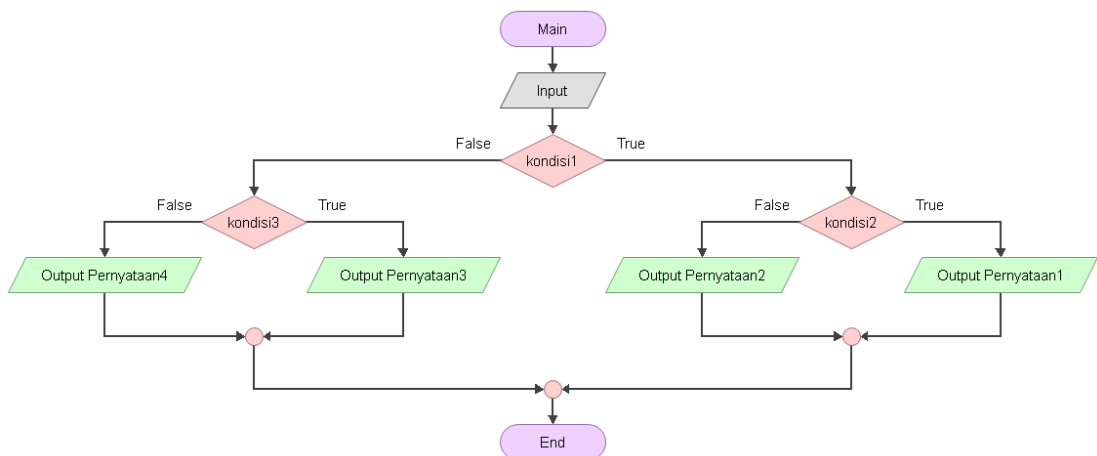 Main
Input
False
True
kondisi1
False
True
False
True
kondisi3
kondisi2
Output Pernyataan4
Output Pernyataan3
Output Pernyataan2
Output Pernyataan1
End